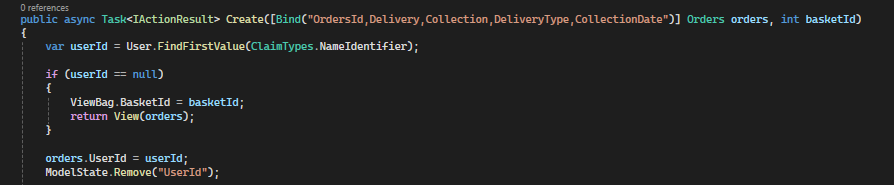 0 references
public async Task<IActionResult> Create([Bind("OrdersId,Delivery,Collection,DeliveryType,CollectionDate")] Orders orders, int basketId)
{
var userId = User.FindFirstValue(ClaimTypes.NameIdentifier);
if (userId == null)
{
ViewBag.BasketId = basketId;
return View(orders);
}
orders.UserId = userId;
ModelState.Remove("UserId");